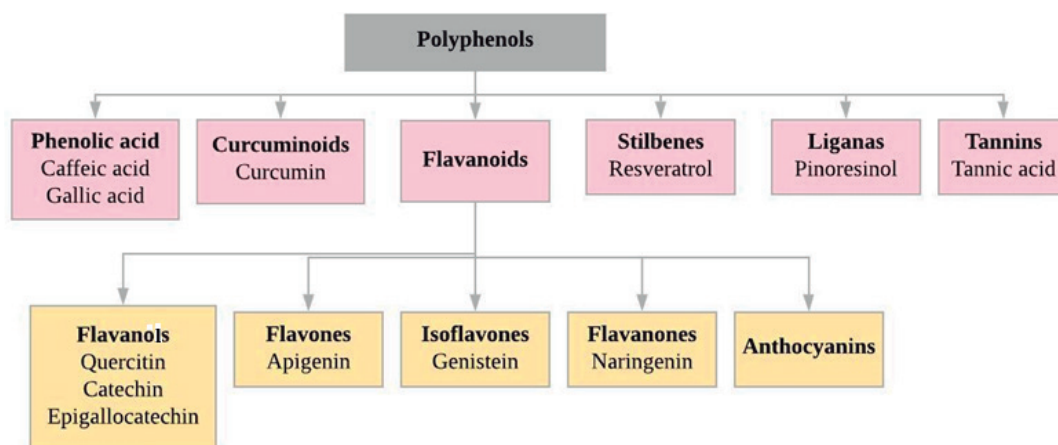 Polyphenols
Phenolic acid
Caffeic acid
Gallic acid
Curcuminoids
Curcumin
Flavanoids
Stilbenes
Resveratrol
Liganas
Pinoresinol
Tannins
Tannic acid
Flavanols
Quercitin
Catechin
Epigallocatechin
Flavones
Apigenin
Isoflavones
Genistein
Flavanones
Naringenin
Anthocyanins